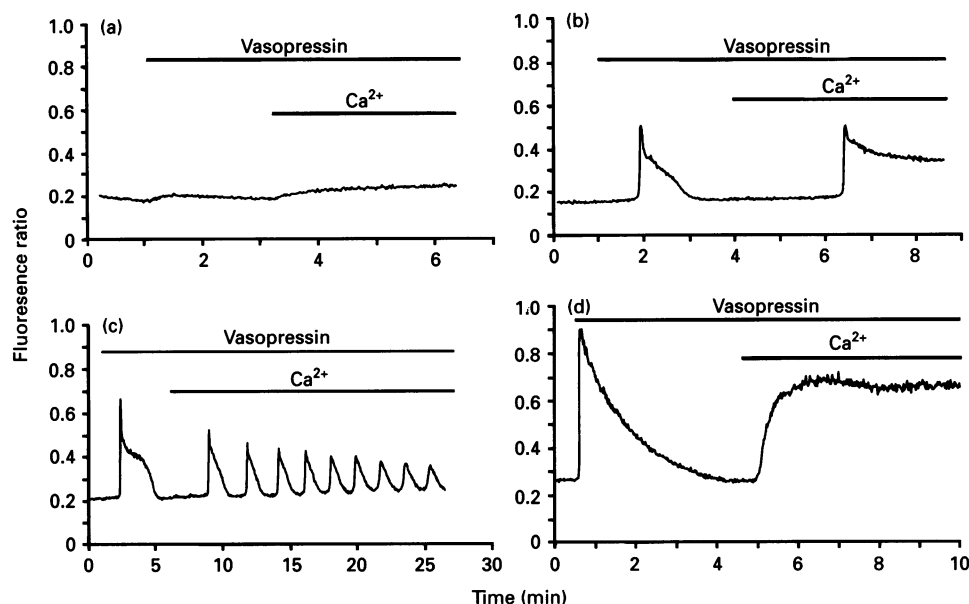 Fluoresence ratio
(a)
Vasopressin
Ca²⁺
1.0
0.8
0.6
0.4
0.2
0
0 2 4 6
(b)
Vasopressin
Ca²⁺
1.0
0.8
0.6
0.4
0.2
0
0 2 4 6 8
(c)
Vasopressin
Ca²⁺
1.0
0.8
0.6
0.4
0.2
0
0 5 10 15 20 25 30
(d)
Vasopressin
Ca²⁺
1.0
0.8
0.6
0.4
0.2
0
0 2 4 6 8 10
Time (min)